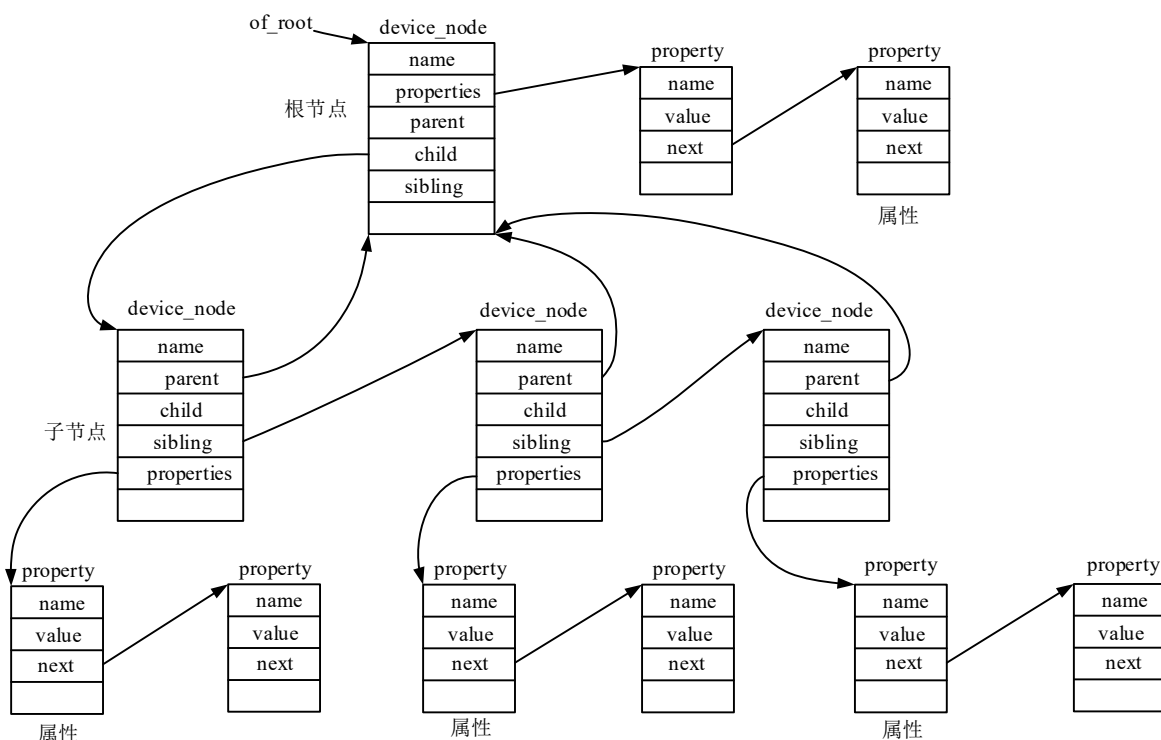 of_root
device_node
name
properties
parent
child
sibling
根节点
property
name
value
next
property
name
value
next
属性
device_node
name
parent
child
sibling
properties
子节点
device_node
name
parent
child
sibling
properties
device_node
name
parent
child
sibling
properties
property
name
value
next
属性
property
name
value
next
property
name
value
next
属性
property
name
value
next
property
name
value
next
属性
property
name
value
next